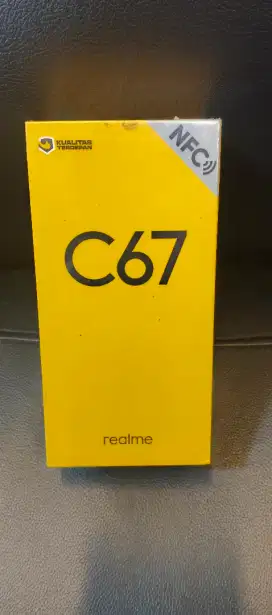 KUALITAS
TERDEPAN
NFC
C67
realme